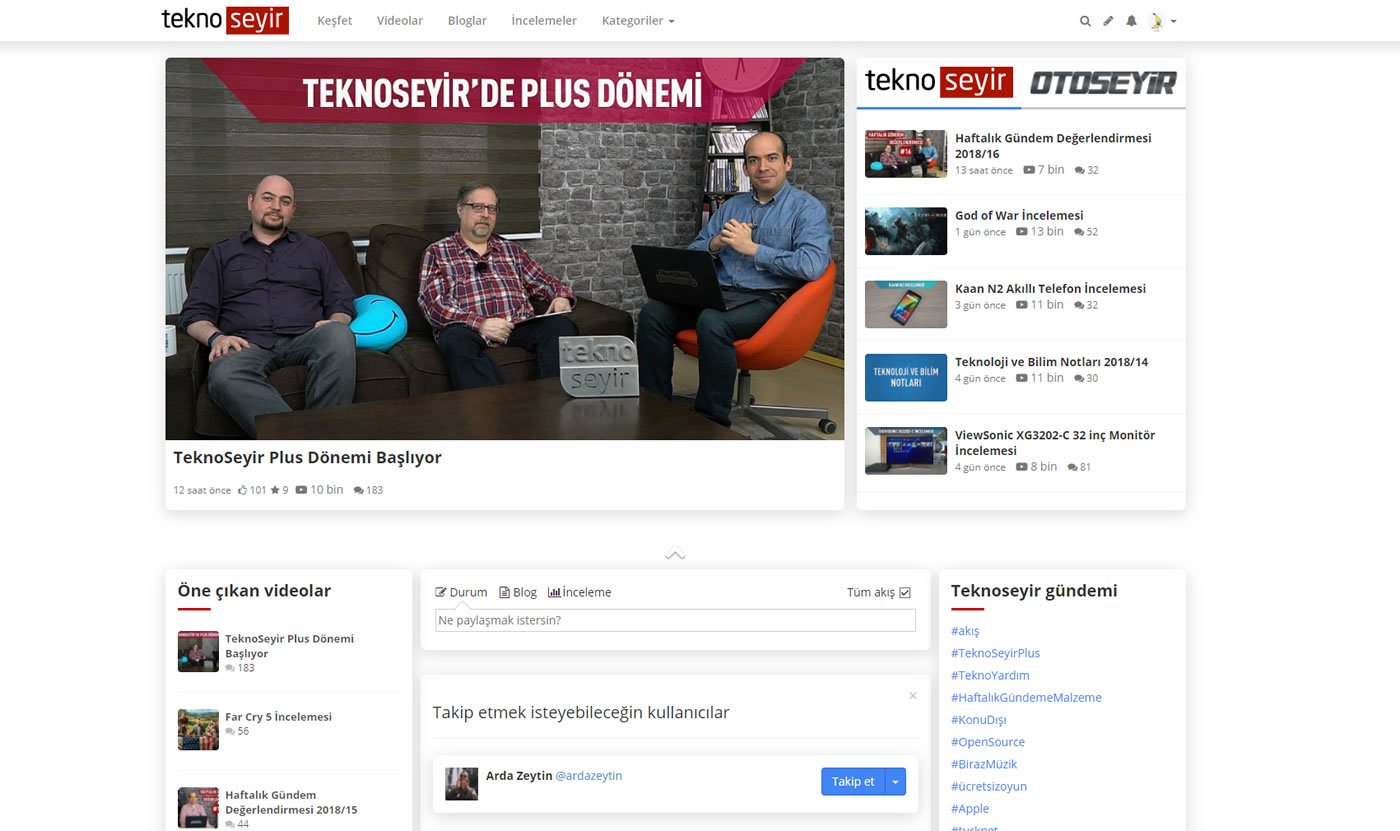 tekno seyir
Keşfet
Videolar
Bloglar
İncelemeler
Kategoriler
TEKNOSEYİR’DE PLUS DÖNEMİ
tekno
seyir
TeknoSeyir Plus Dönemi Başlıyor
12 saat önce 101 9 10 bin 183
tekno seyir
OTOSEYİR
HAFTALIK GÜNDEM
DEĞERLENDİRMESİ
#16
Haftalık Gündem Değerlendirmesi
2018/16
13 saat önce 7 bin 32
God of War İncelemesi
1 gün önce 13 bin 52
Kaan N2 Akıllı Telefon İncelemesi
3 gün önce 11 bin 32
TEKNOLOJİ VE BİLİM
NOTLARI
Teknoloji ve Bilim Notları 2018/14
4 gün önce 11 bin 30
ViewSonic XG3202-C 32 inç Monitör
İncelemesi
4 gün önce 8 bin 81
Öne çıkan videolar
TeknoSeyir Plus Dönemi
Başlıyor
183
Far Cry 5 İncelemesi
56
Haftalık Gündem
Değerlendirmesi 2018/15
44
Durum
Blog
İnceleme
Tüm akış
Ne paylaşmak istersin?
×
Takip etmek isteyebileceğin kullanıcılar
Arda Zeytin @ardazeytin
Takip et
Teknoseyir gündemi
#akış
#TeknoSeyirPlus
#TeknoYardım
#HaftalıkGündemeMalzeme
#KonuDışı
#OpenSource
#BirazMüzik
#ücretsizoyun
#Apple
#turknet